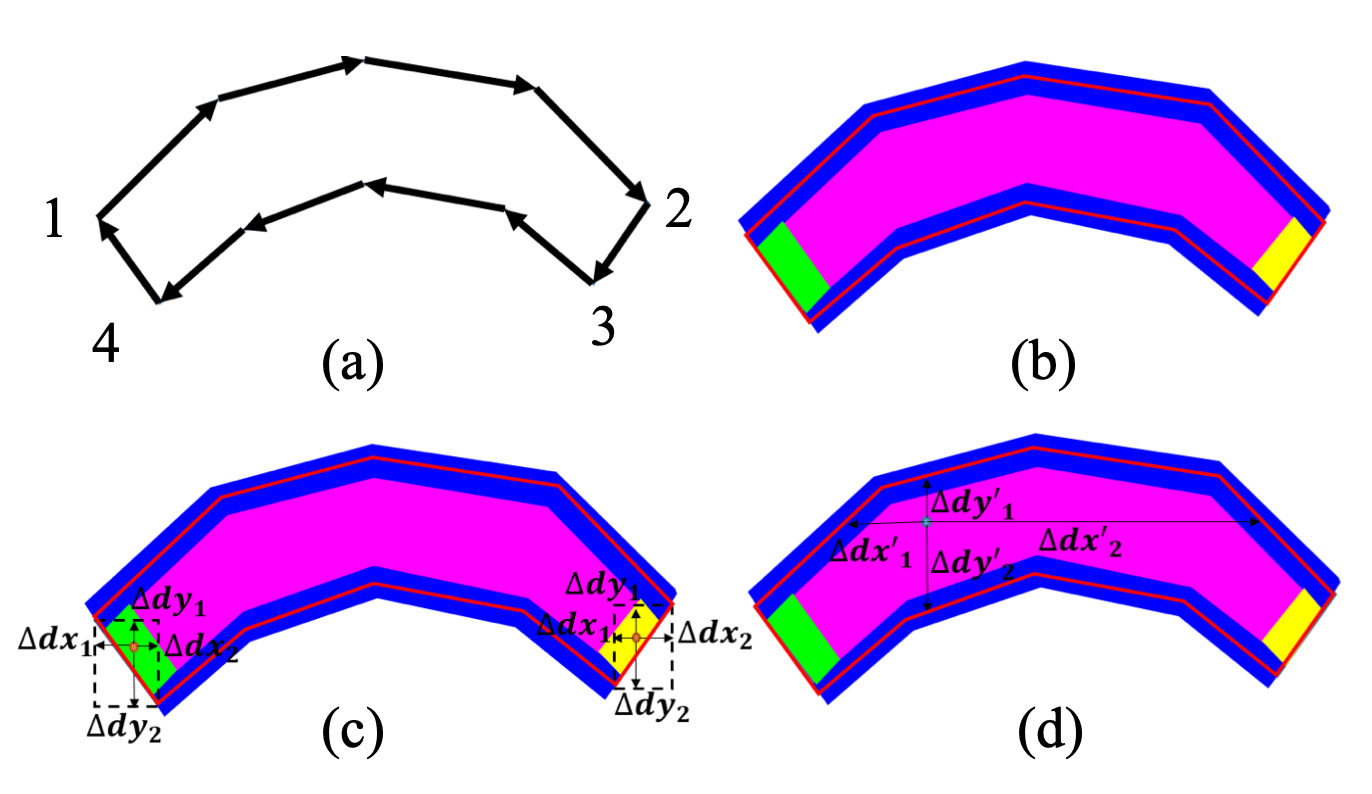 1
2
3
4
(a)
(b)
Δdy₁
Δdx₁
Δdx₂
Δdy₂
Δdy₁
Δdx₁
Δdx₂
Δdy₂
(c)
Δdy′₁
Δdx′₁
Δdx′₂
Δdy′₂
(d)